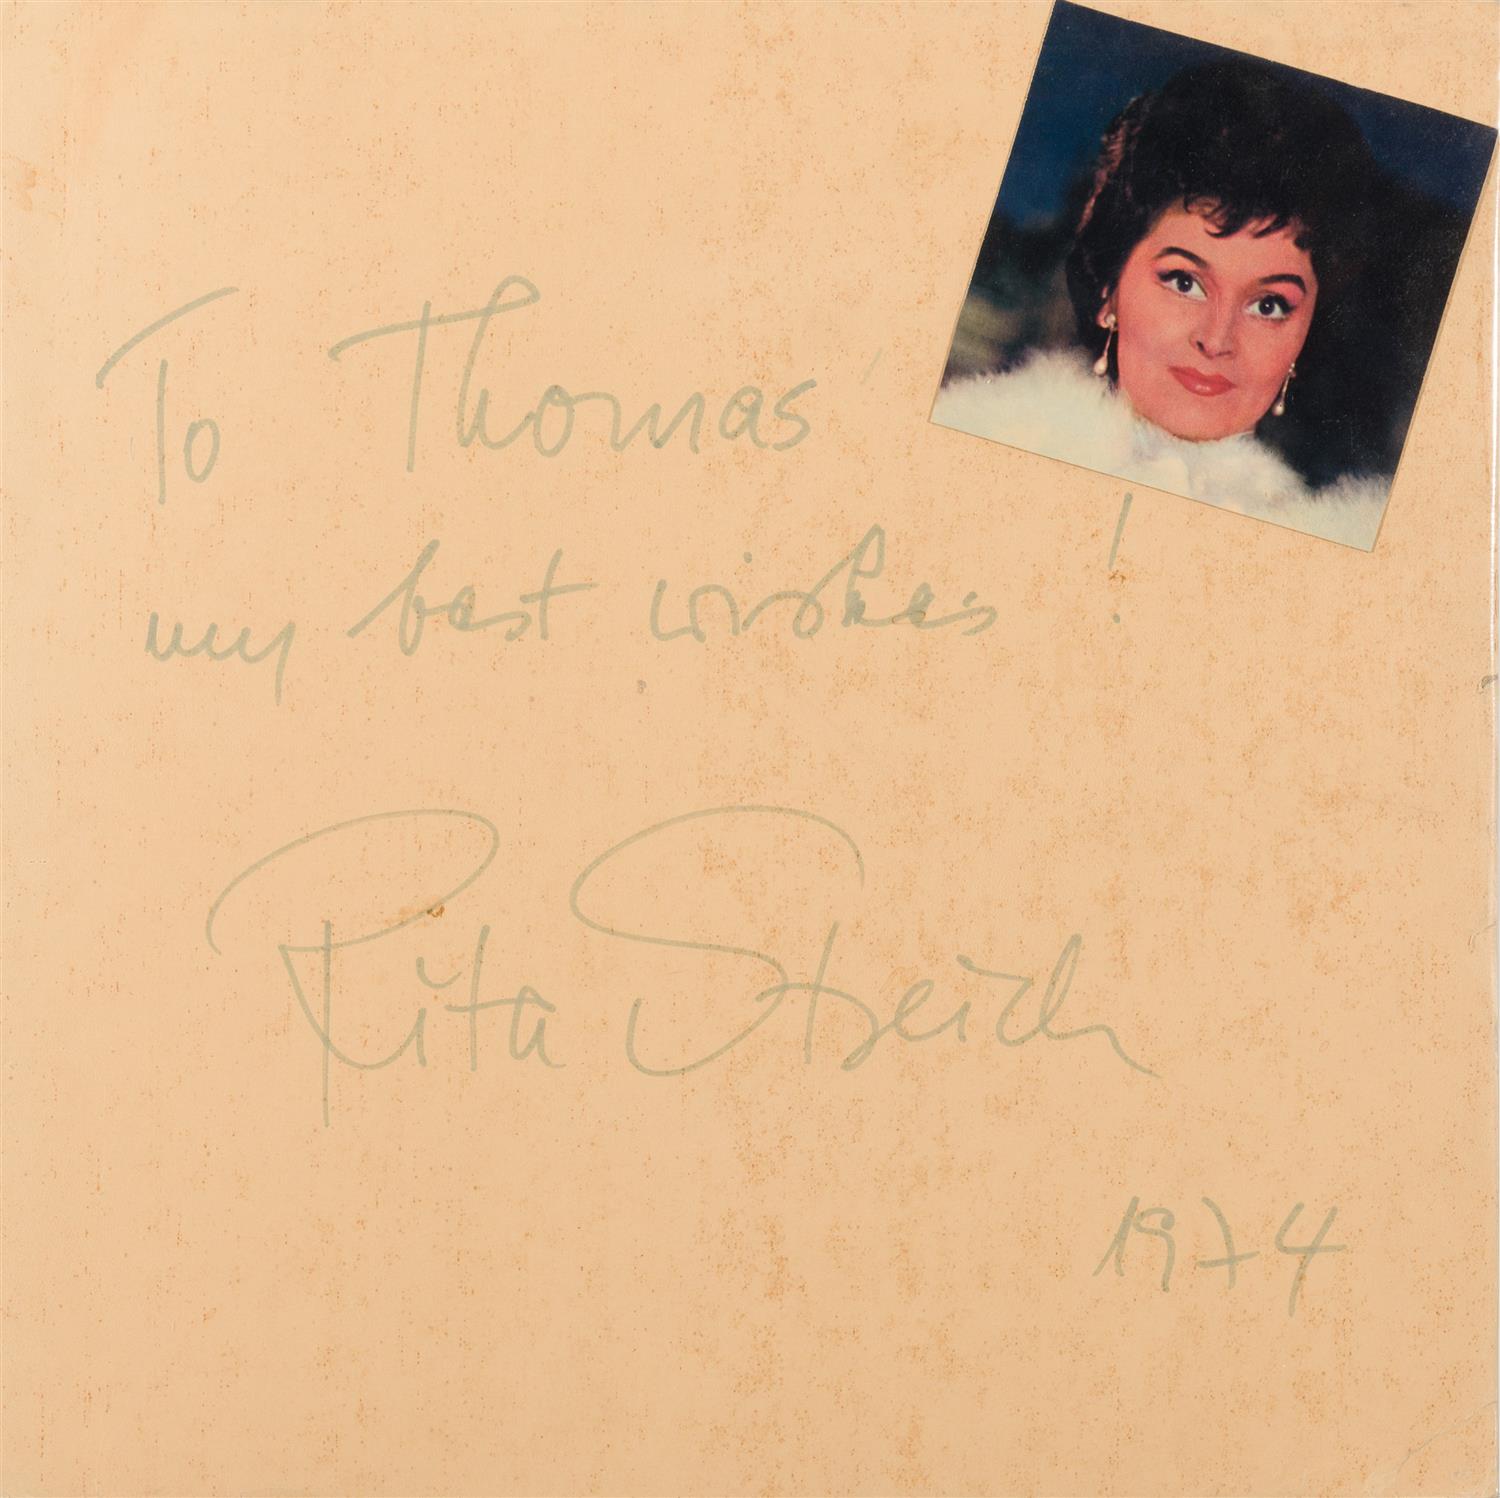 To Thomas
my best wishes!
Rita Streich
1974